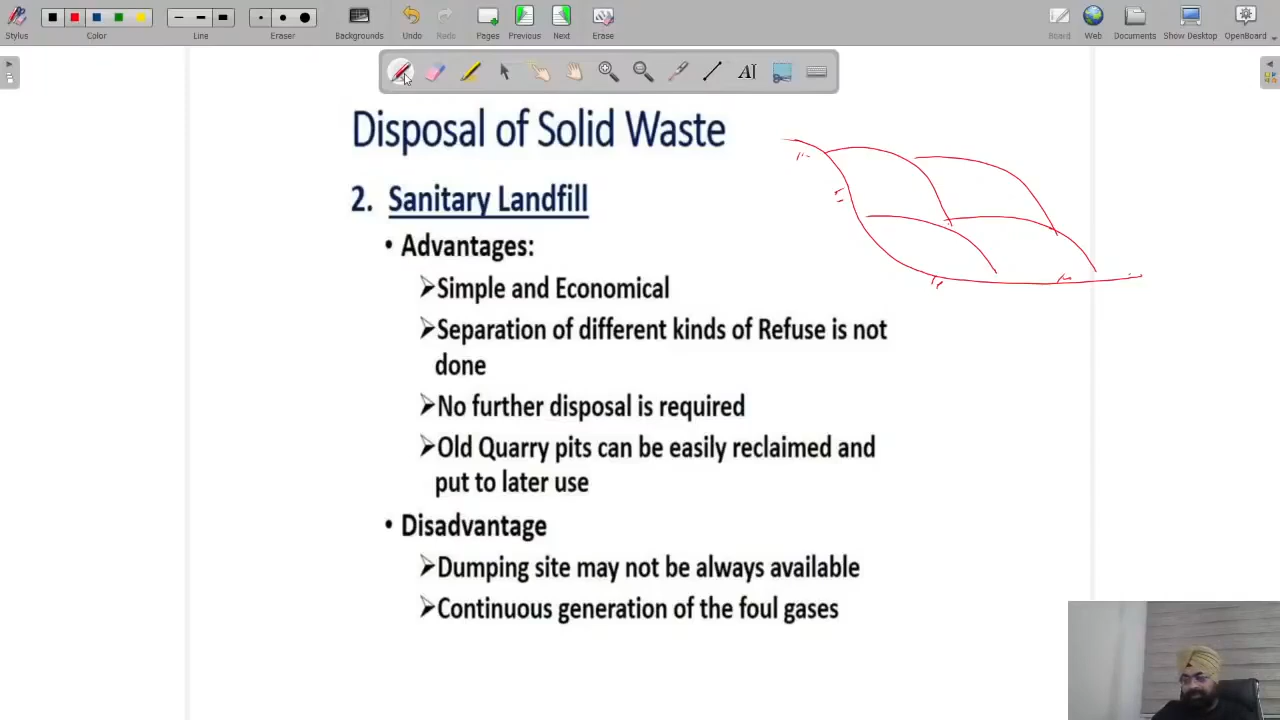 Stylus
Color
Line
Eraser
Backgrounds
Undo
Redo
Pages
Previous
Next
Erase
Board
Web
Documents
Show Desktop
OpenBoard
Disposal of Solid Waste
2. Sanitary Landfill
• Advantages:
➢Simple and Economical
➢Separation of different kinds of Refuse is not
done
➢No further disposal is required
➢Old Quarry pits can be easily reclaimed and
put to later use
• Disadvantage
➢Dumping site may not be always available
➢Continuous generation of the foul gases